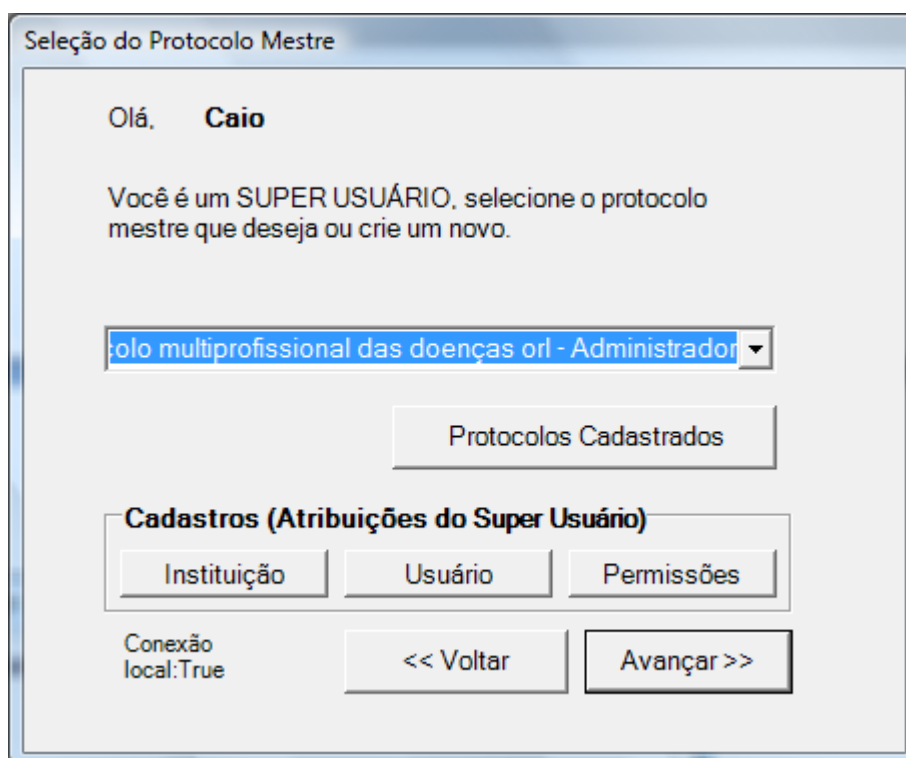 Seleção do Protocolo Mestre
Olá, Caio
Você é um SUPER USUÁRIO, selecione o protocolo
mestre que deseja ou crie um novo.
colo multiprofissional das doenças orl - Administrador
Protocolos Cadastrados
Cadastros (Atribuições do Super Usuário)
Instituição Usuário Permissões
Conexão
local:True
<< Voltar Avançar >>